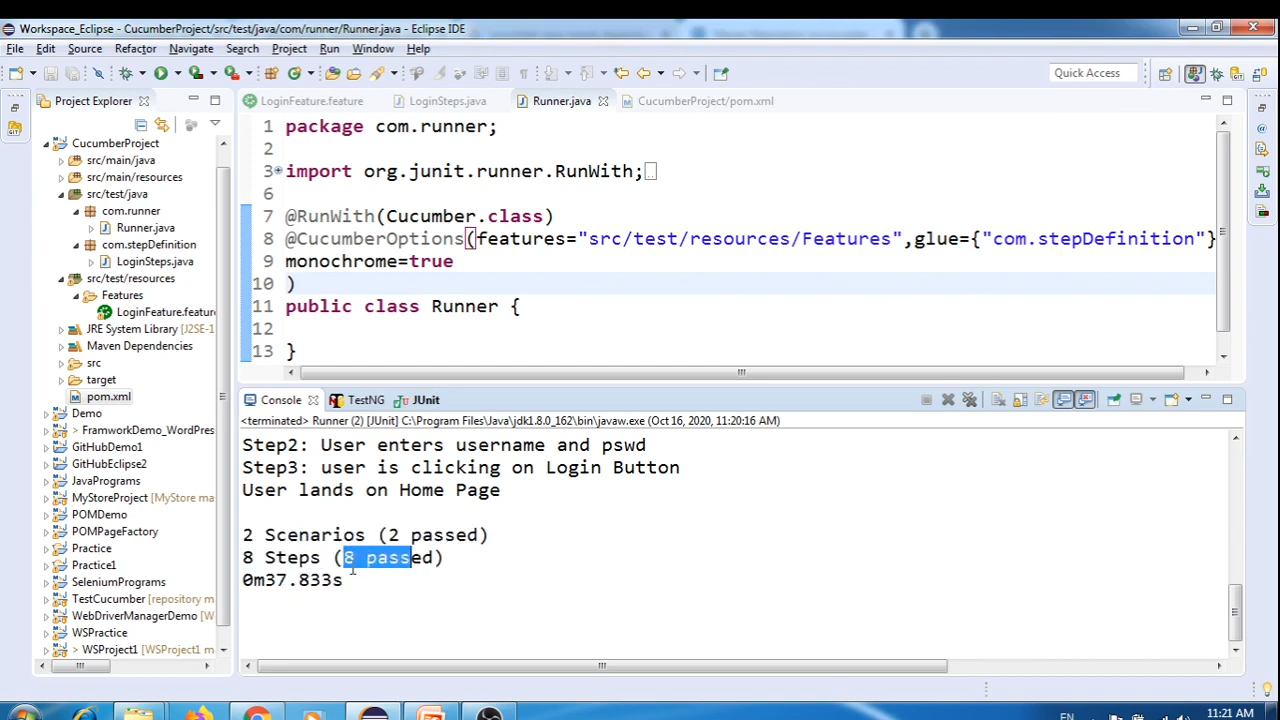 Workspace_Eclipse - CucumberProject/src/test/java/com/runner/Runner.java - Eclipse IDE
File Edit Source Refactor Navigate Search Project Run Window Help
Quick Access
Project Explorer
CucumberProject
src/main/java
src/main/resources
src/test/java
com.runner
Runner.java
com.stepDefinition
LoginSteps.java
src/test/resources
Features
LoginFeature.feature
JRE System Library [J2SE-1
Maven Dependencies
src
target
pom.xml
Demo
> FramworkDemo_WordPres
GitHubDemo1
GitHubEclipse2
JavaPrograms
MyStoreProject [MyStore ma
POMDemo
POMPageFactory
Practice
Practice1
SeleniumPrograms
TestCucumber [repository m
WebDriverManagerDemo [W
WSPractice
> WSProject1 [WSProject1 m
LoginFeature.feature LoginSteps.java Runner.java CucumberProject/pom.xml
1 package com.runner;
2
3 import org.junit.runner.RunWith;
6
7 @RunWith(Cucumber.class)
8 @CucumberOptions(features="src/test/resources/Features",glue={"com.stepDefinition"}
9 monochrome=true
10 )
11 public class Runner {
12
13 }
Console TestNG JUnit
<terminated> Runner (2) [JUnit] C:\Program Files\Java\jdk1.8.0_162\bin\javaw.exe (Oct 16, 2020, 11:20:16 AM)
Step2: User enters username and pswd
Step3: user is clicking on Login Button
User lands on Home Page
2 Scenarios (2 passed)
8 Steps (8 passed)
0m37.833s
EN
11:21 AM